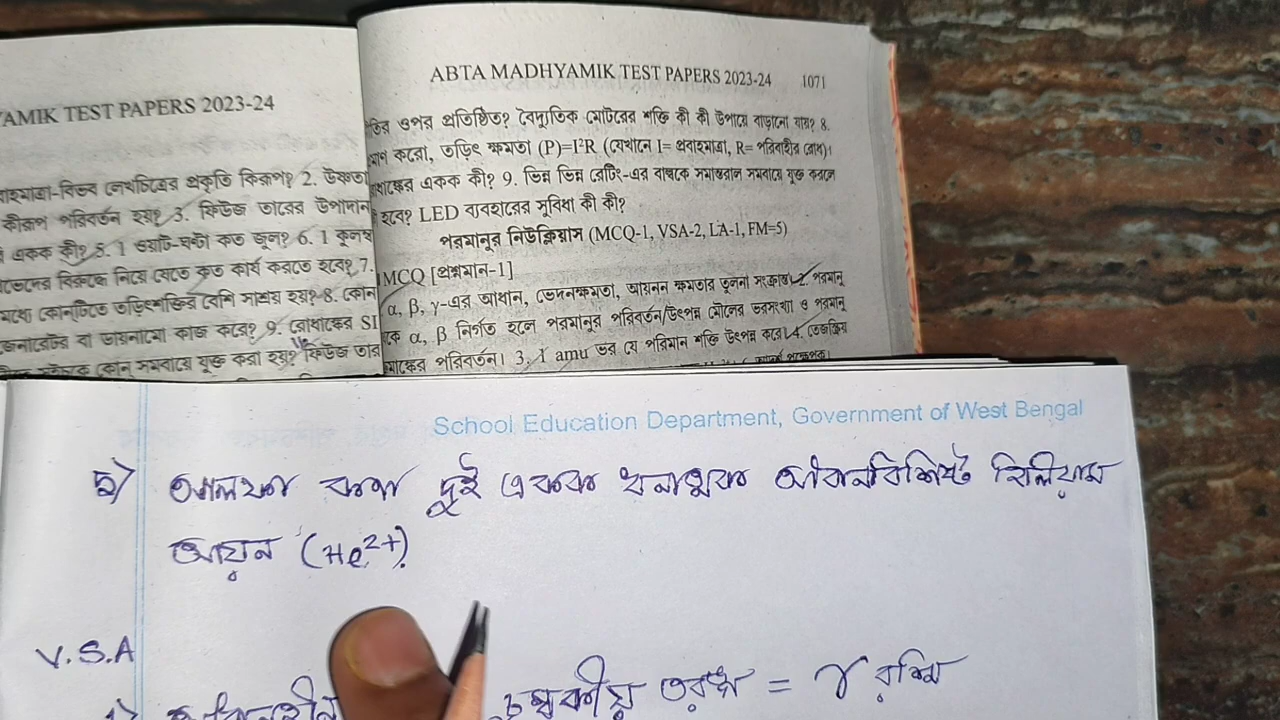 AMIK TEST PAPERS 2023-24
বাহমাত্রা-বিভব লেখচিত্রের প্রকৃতি কিরূপ? 2. উষ্ণতা
কীরূপ পরিবর্তন হয়? 3. ফিউজ তারের উপাদান
একক কী? 5. 1 ওয়াট-ঘণ্টা কত জুল? 6. 1 কুলম্ব
ভেদের বিরুদ্ধে নিয়ে যেতে কত কার্য করতে হবে? 7.
মধ্যে কোনটিতে তড়িৎশক্তির বেশি সাশ্রয় হয়? 8. কোন
জেনারেটর বা ডায়নামো কাজ করে? 9. রোধাঙ্কের SI
কে কোন সমবায়ে যুক্ত করা হয়? ফিউজ তার
ABTA MADHYAMIK TEST PAPERS 2023-24 1071
তির ওপর প্রতিষ্ঠিত? বৈদ্যুতিক মোটরের শক্তি কী কী উপায়ে বাড়ানো যায়? 8.
মাণ করো, তড়িৎ ক্ষমতা (P)=I²R (যেখানে I= প্রবাহমাত্রা, R= পরিবাহীর রোধ)।
রোধাঙ্কের একক কী? 9. ভিন্ন ভিন্ন রেটিং-এর বাল্বকে সমান্তরাল সমবায়ে যুক্ত করলে
হবে? LED ব্যবহারের সুবিধা কী কী?
পরমাণুর নিউক্লিয়াস (MCQ-1, VSA-2, LA-1, FM=5)
MCQ [প্রশ্নমান-1]
α, β, γ-এর আধান, ভেদনক্ষমতা, আয়নন ক্ষমতার তুলনা সংক্রান্ত 2. পরমাণু
কে α, β নির্গত হলে পরমাণুর পরিবর্তন/উৎপন্ন মৌলের ভরসংখ্যা ও পরমাণু
মাঙ্কের পরিবর্তন। 3. 1 amu ভর যে পরিমান শক্তি উৎপন্ন করে। 4. তেজস্ক্রিয়
School Education Department, Government of West Bengal
৮) আলফা কণা দুই একক ধনাত্মক আধানবিশিষ্ট হিলিয়াম
আয়ন (He²⁺).
V.S.A
চুম্বকীয় তরঙ্গ = γ রশ্মি